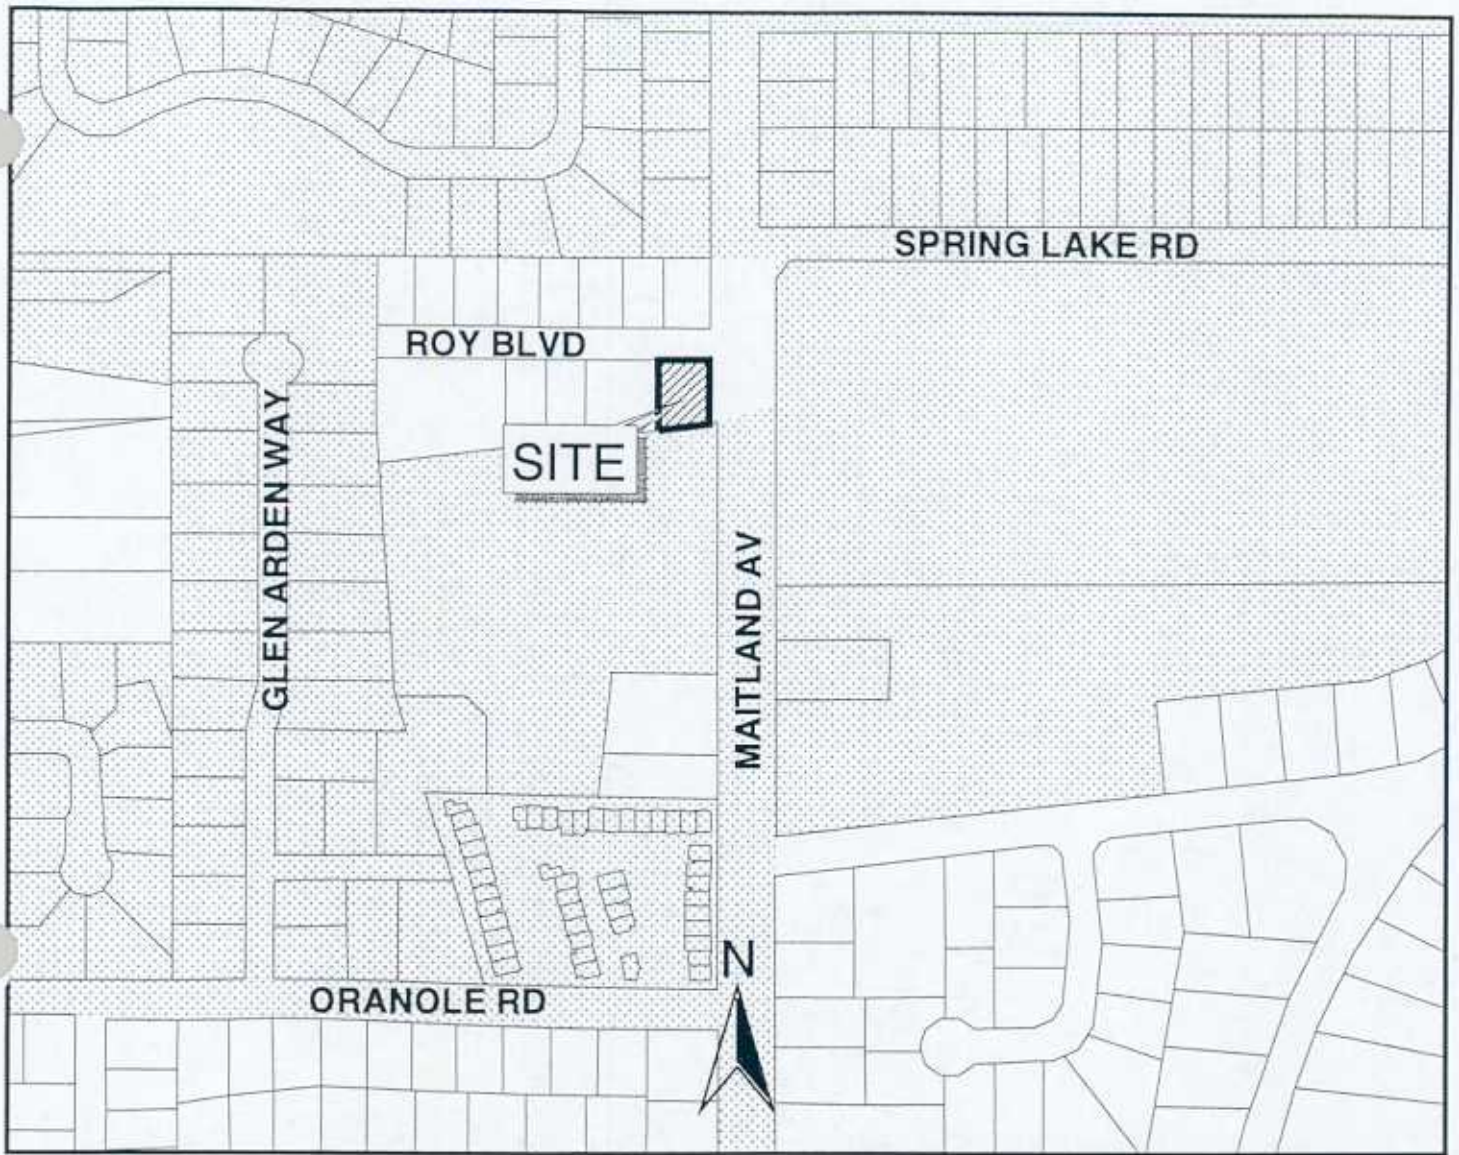 SPRING LAKE RD
ROY BLVD
SITE
GLEN ARDEN WAY
MAITLAND AV
N
ORANOLE RD